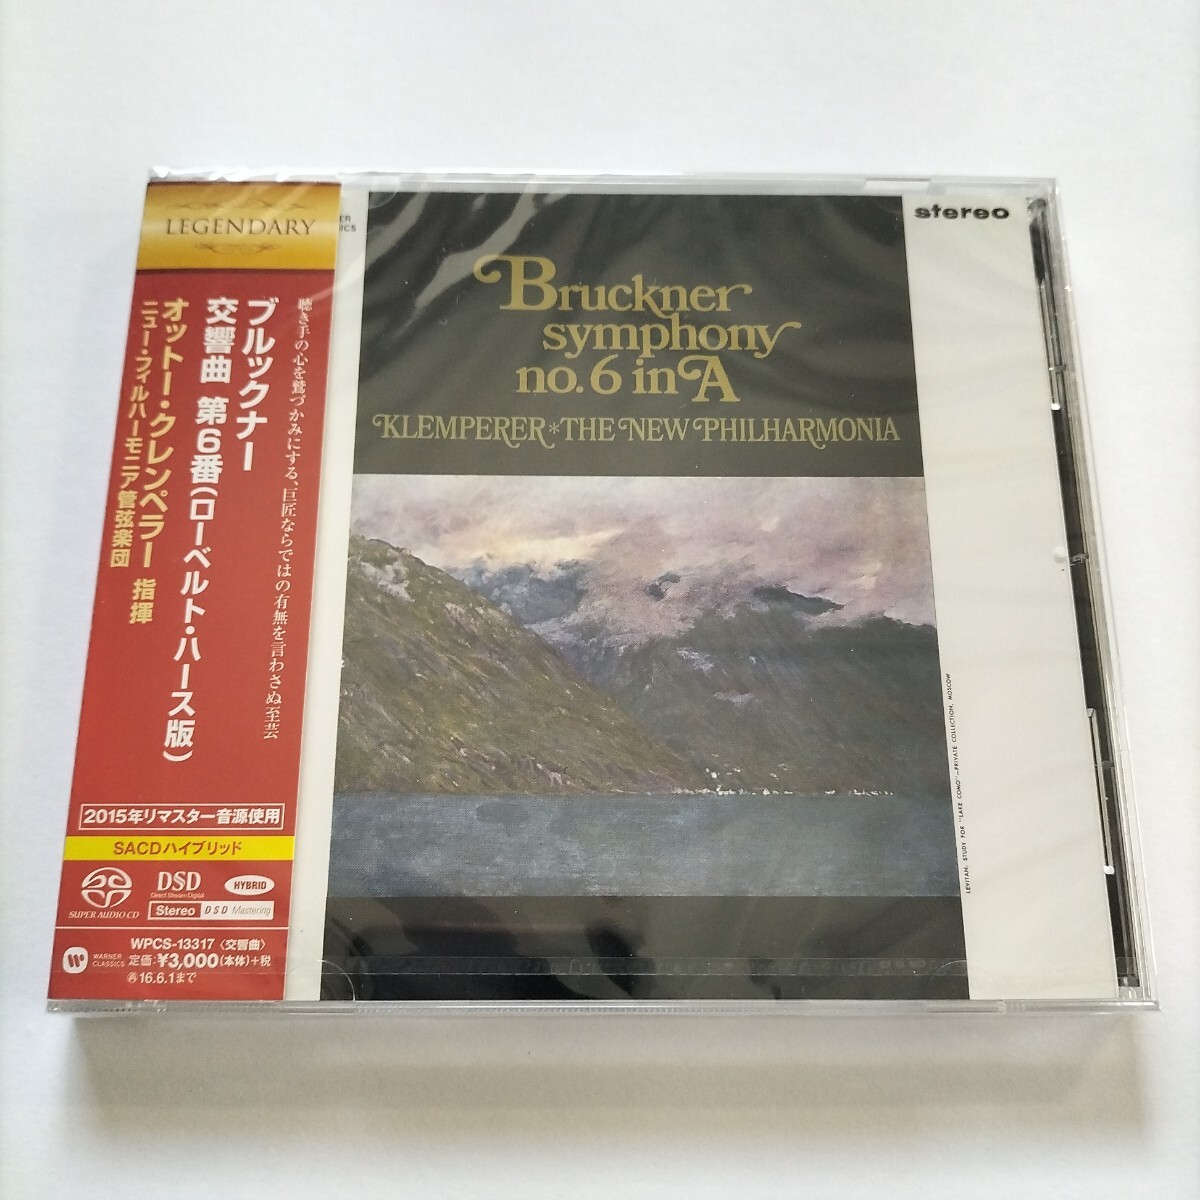 LEGENDARY
聴き手の心を鷲づかみにする、巨匠ならではの有無を言わさぬ至芸
ブルックナー
交響曲 第6番(ローベルト・ハース版)
オットー・クレンペラー 指揮
ニュー・フィルハーモニア管弦楽団
2015年リマスター音源使用
SACDハイブリッド
SUPER AUDIO CD
DSD
Direct Stream Digital
HYBRID
Stereo DSD Mastering
WARNER
CLASSICS
WPCS-13317〈交響曲〉
定価:¥3,000(本体)+税
16.6.1まで
stereo
Bruckner
symphony
no.6 in A
KLEMPERER*THE NEW PHILHARMONIA
LEVITAN, STUDY FOR "LAKE COMO"—PRIVATE COLLECTION, MOSCOW